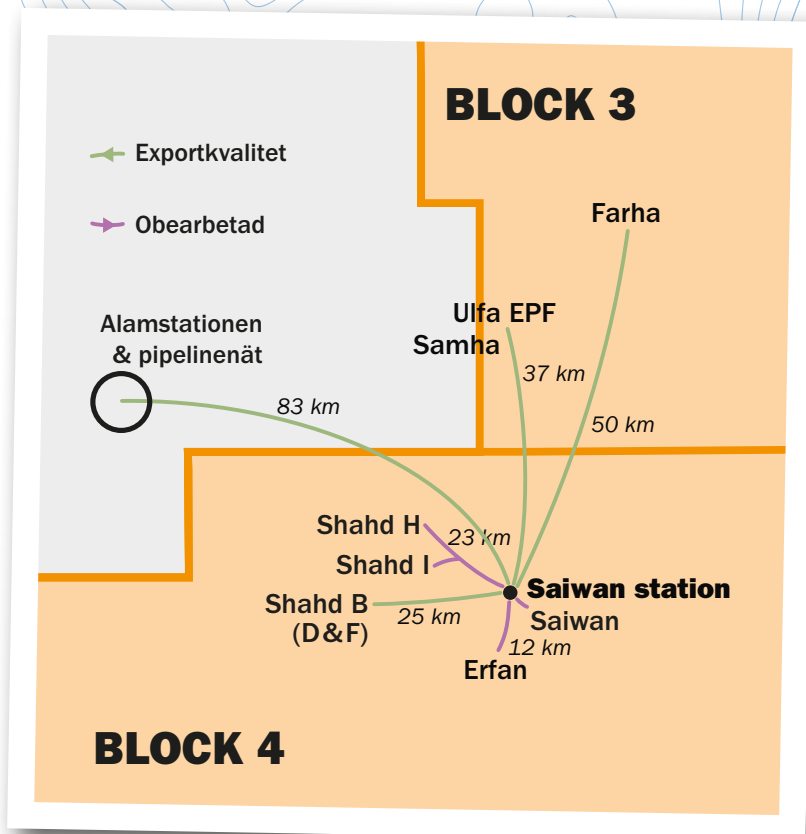 BLOCK 3
Exportkvalitet
Obearbetad
Farha
Ulfa EPF
Samha
Alamstationen
& pipelinenät
37 km
83 km
50 km
Shahd H
23 km
Shahd I
Saiwan station
Shahd B
(D&F)
25 km
Saiwan
12 km
Erfan
BLOCK 4